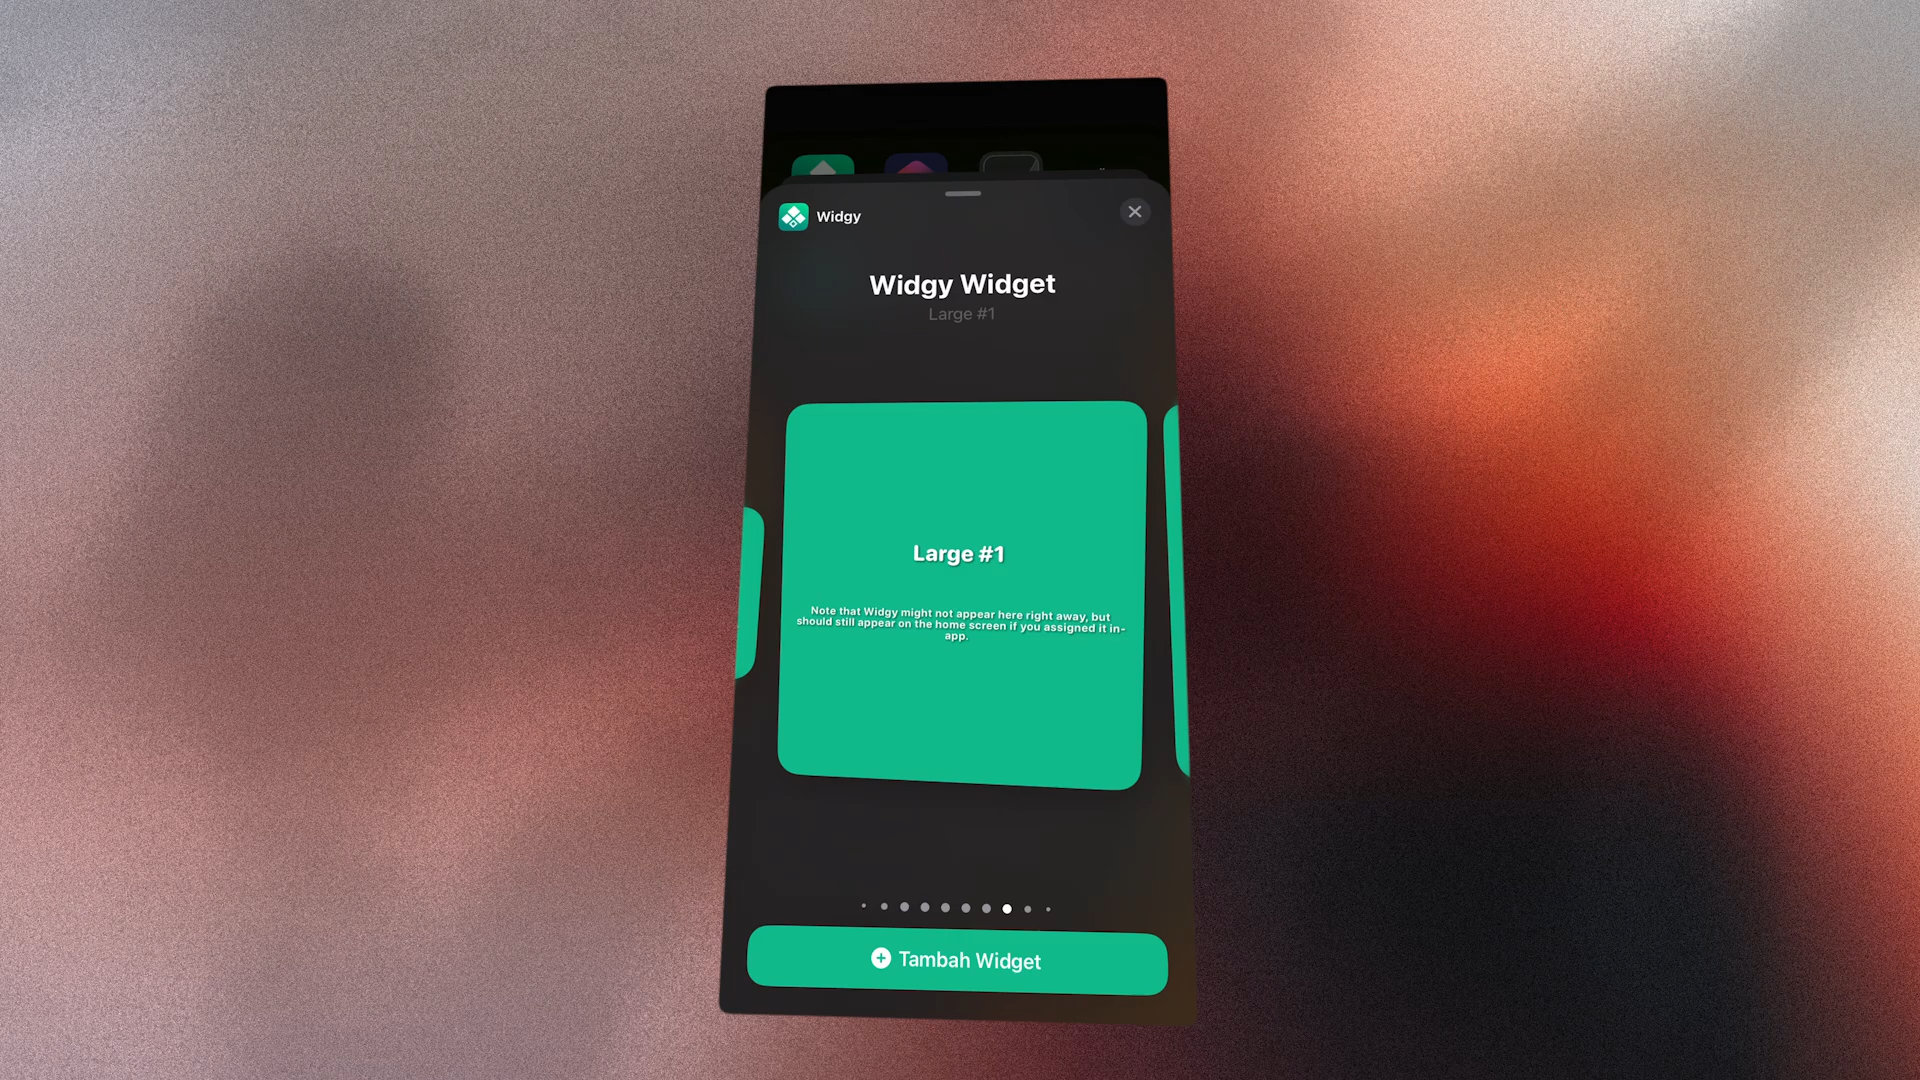 Widgy
Widgy Widget
Large #1
Large #1
Note that Widgy might not appear here right away, but
should still appear on the home screen if you assigned it in-
app.
Tambah Widget